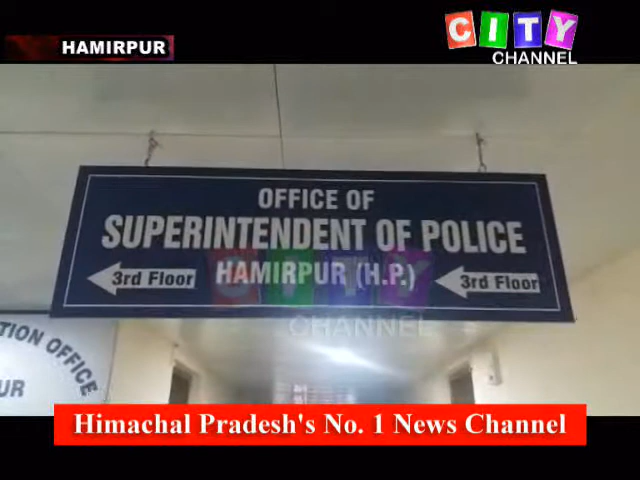 HAMIRPUR
CITY
CHANNEL
OFFICE OF
SUPERINTENDENT OF POLICE
3rd Floor HAMIRPUR (H.P.) 3rd Floor
CITY
CHANNEL
TION OFFICE
UR
Himachal Pradesh's No. 1 News Channel